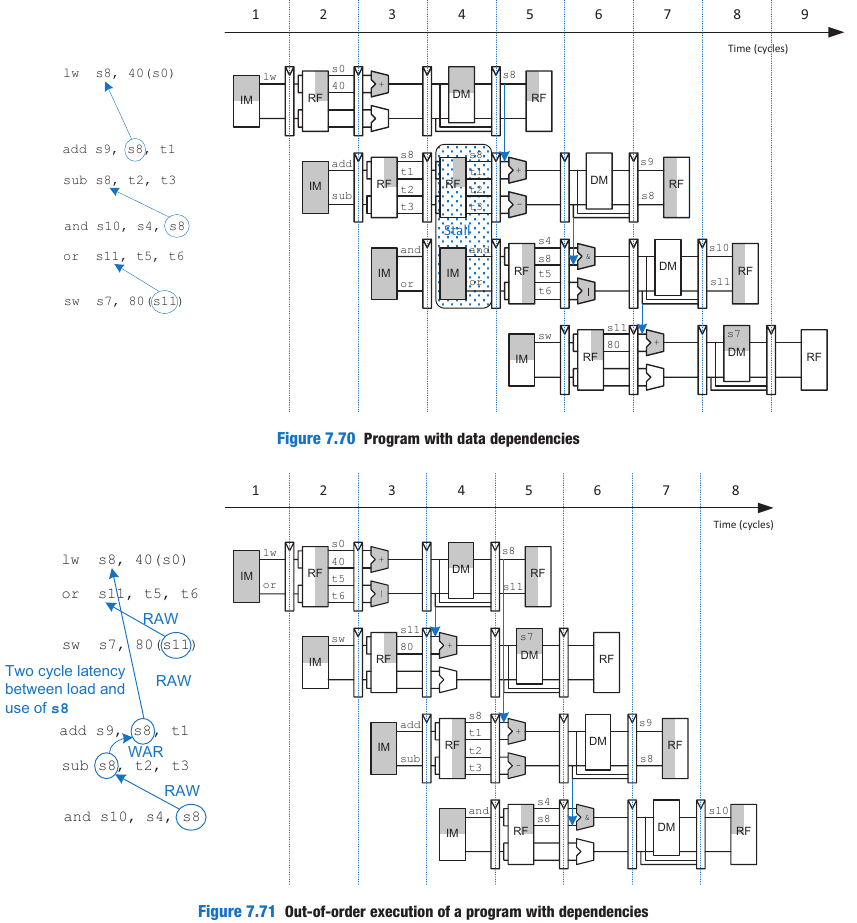 1 2 3 4 5 6 7 8 9
Time (cycles)
lw s8, 40(s0)
add s9, s8, t1
sub s8, t2, t3
and s10, s4, s8
or s11, t5, t6
sw s7, 80(s11)
IM lw RF s0 40 + DM s8 RF
IM add sub RF s8 t1 t2 t3 RF s8 t1 t2 t3 + - DM s9 s8 RF
Stall
IM and or IM and or RF s4 s8 t5 t6 & | DM s10 s11 RF
IM sw RF s11 80 + s7 DM RF
Figure 7.70 Program with data dependencies
1 2 3 4 5 6 7 8
Time (cycles)
lw s8, 40(s0)
or s11, t5, t6
RAW
sw s7, 80(s11)
Two cycle latency
between load and
use of s8
RAW
add s9, s8, t1
WAR
sub s8, t2, t3
RAW
and s10, s4, s8
IM lw or RF s0 40 t5 t6 + | DM s8 s11 RF
IM sw RF s11 80 + s7 DM RF
IM add sub RF s8 t1 t2 t3 + - DM s9 s8 RF
IM and RF s4 s8 & DM s10 RF
Figure 7.71 Out-of-order execution of a program with dependencies